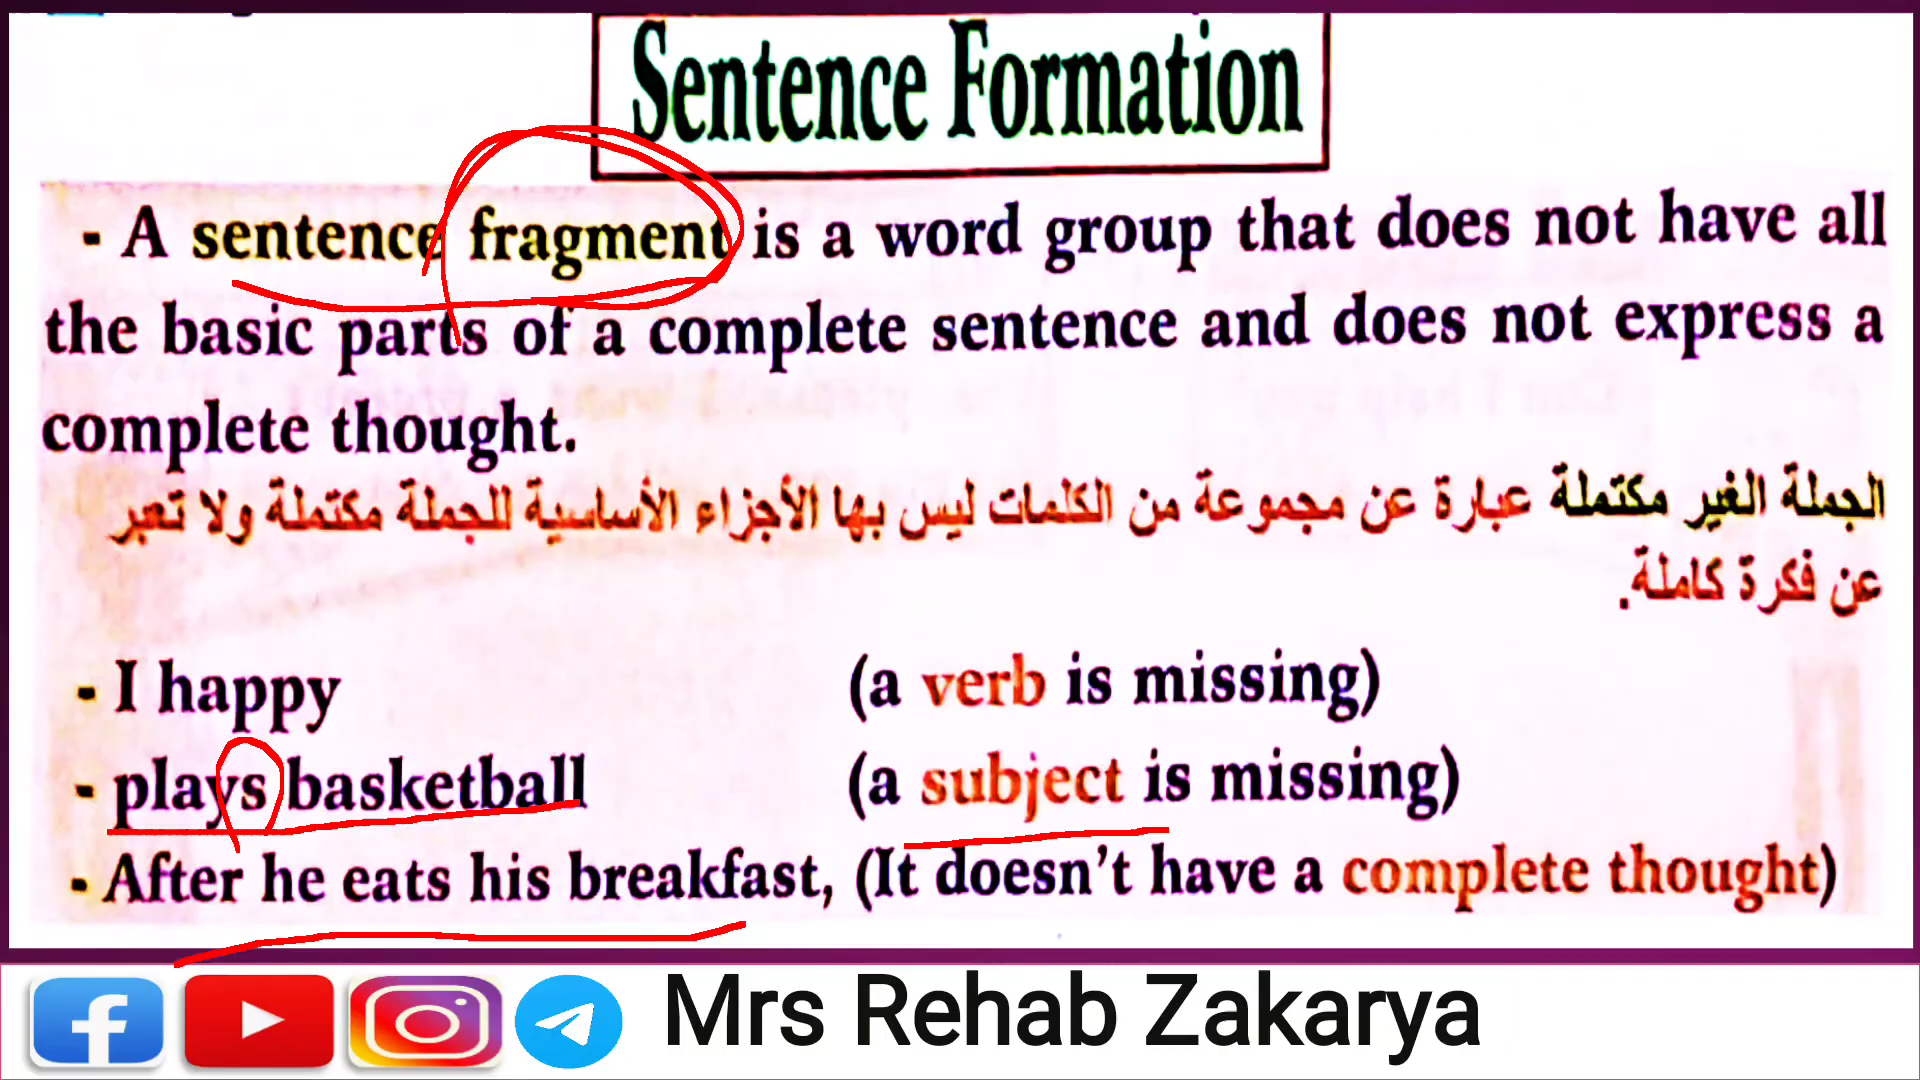 Sentence Formation
- A sentence fragment is a word group that does not have all
the basic parts of a complete sentence and does not express a
complete thought.
الجملة الغير مكتملة عبارة عن مجموعة من الكلمات ليس بها الأجزاء الأساسية للجملة مكتملة ولا تعبر
عن فكرة كاملة.
- I happy (a verb is missing)
- plays basketball (a subject is missing)
- After he eats his breakfast, (It doesn't have a complete thought)
Mrs Rehab Zakarya